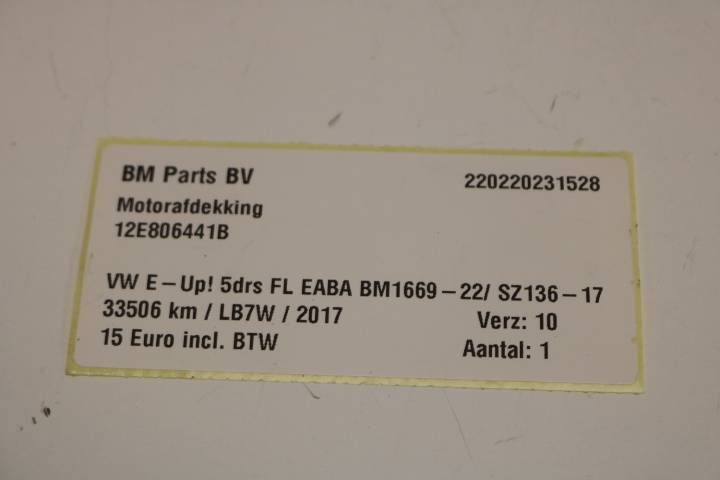 BM Parts BV 220220231528
Motorafdekking
12E806441B
VW E-Up! 5drs FL EABA BM1669-22/ SZ136-17
33506 km / LB7W / 2017 Verz: 10
15 Euro incl. BTW Aantal: 1